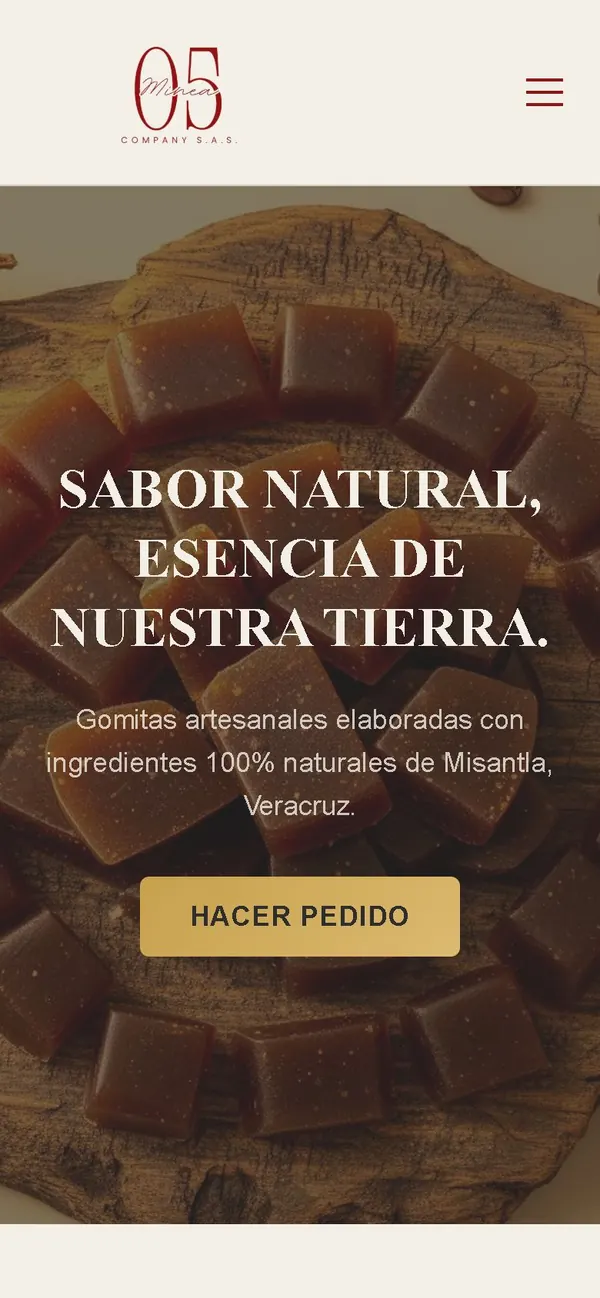 05
Minea
COMPANY S.A.S.
SABOR NATURAL,
ESENCIA DE
NUESTRA TIERRA.
Gomitas artesanales elaboradas con
ingredientes 100% naturales de Misantla,
Veracruz.
HACER PEDIDO